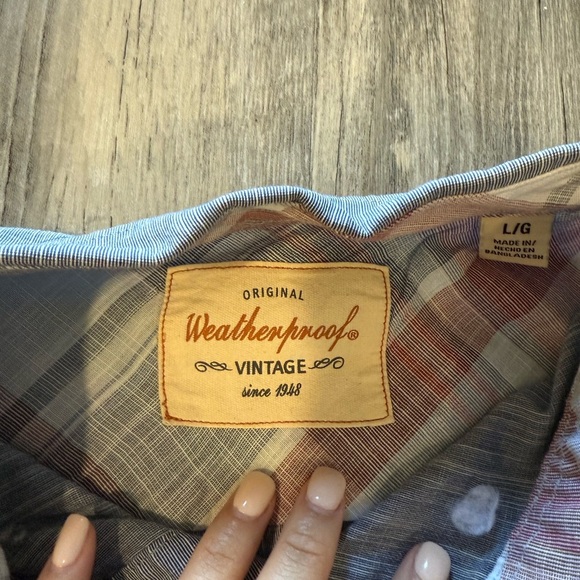 ORIGINAL
Weatherproof®
VINTAGE
since 1948
L/G
MADE IN/
HECHO EN
BANGLADESH